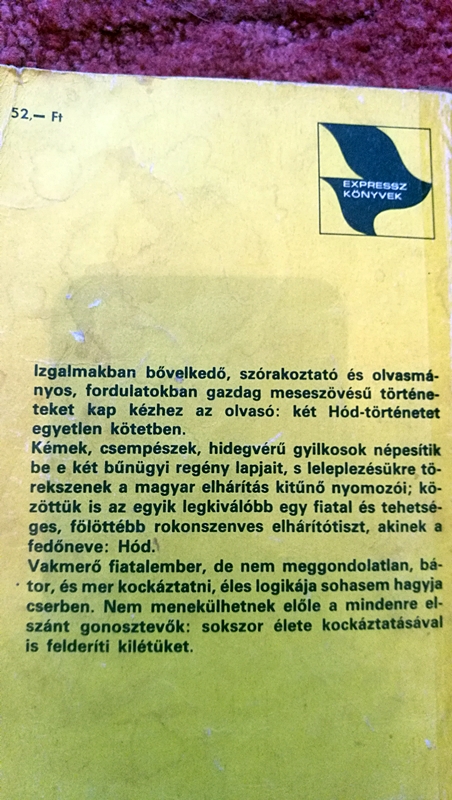 52,— Ft
EXPRESSZ
KÖNYVEK
Izgalmakban bővelkedő, szórakoztató és olvasmá-
nyos, fordulatokban gazdag meseszövésű történe-
teket kap kézhez az olvasó: két Hód-történetet
egyetlen kötetben.
Kémek, csempészek, hidegvérű gyilkosok népesítik
be e két bűnügyi regény lapjait, s leleplezésükre tö-
rekszenek a magyar elhárítás kitűnő nyomozói; kö-
zöttük is az egyik legkiválóbb egy fiatal és tehetsé-
ges, fölöttébb rokonszenves elhárítótiszt, akinek a
fedőneve: Hód.
Vakmerő fiatalember, de nem meggondolatlan, bá-
tor, és mer kockáztatni, éles logikája sohasem hagyja
cserben. Nem menekülhetnek előle a mindenre el-
szánt gonosztevők: sokszor élete kockáztatásával
is felderíti kilétüket.